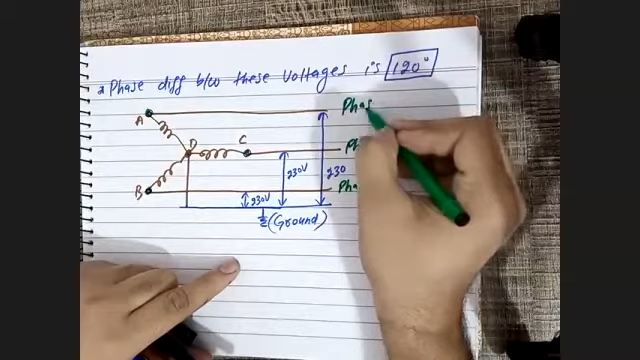 * Phase diff b/w these Voltages is 120°
A
Phas
D
C
Ph
230V
230
B
230V
Pha
(Ground)